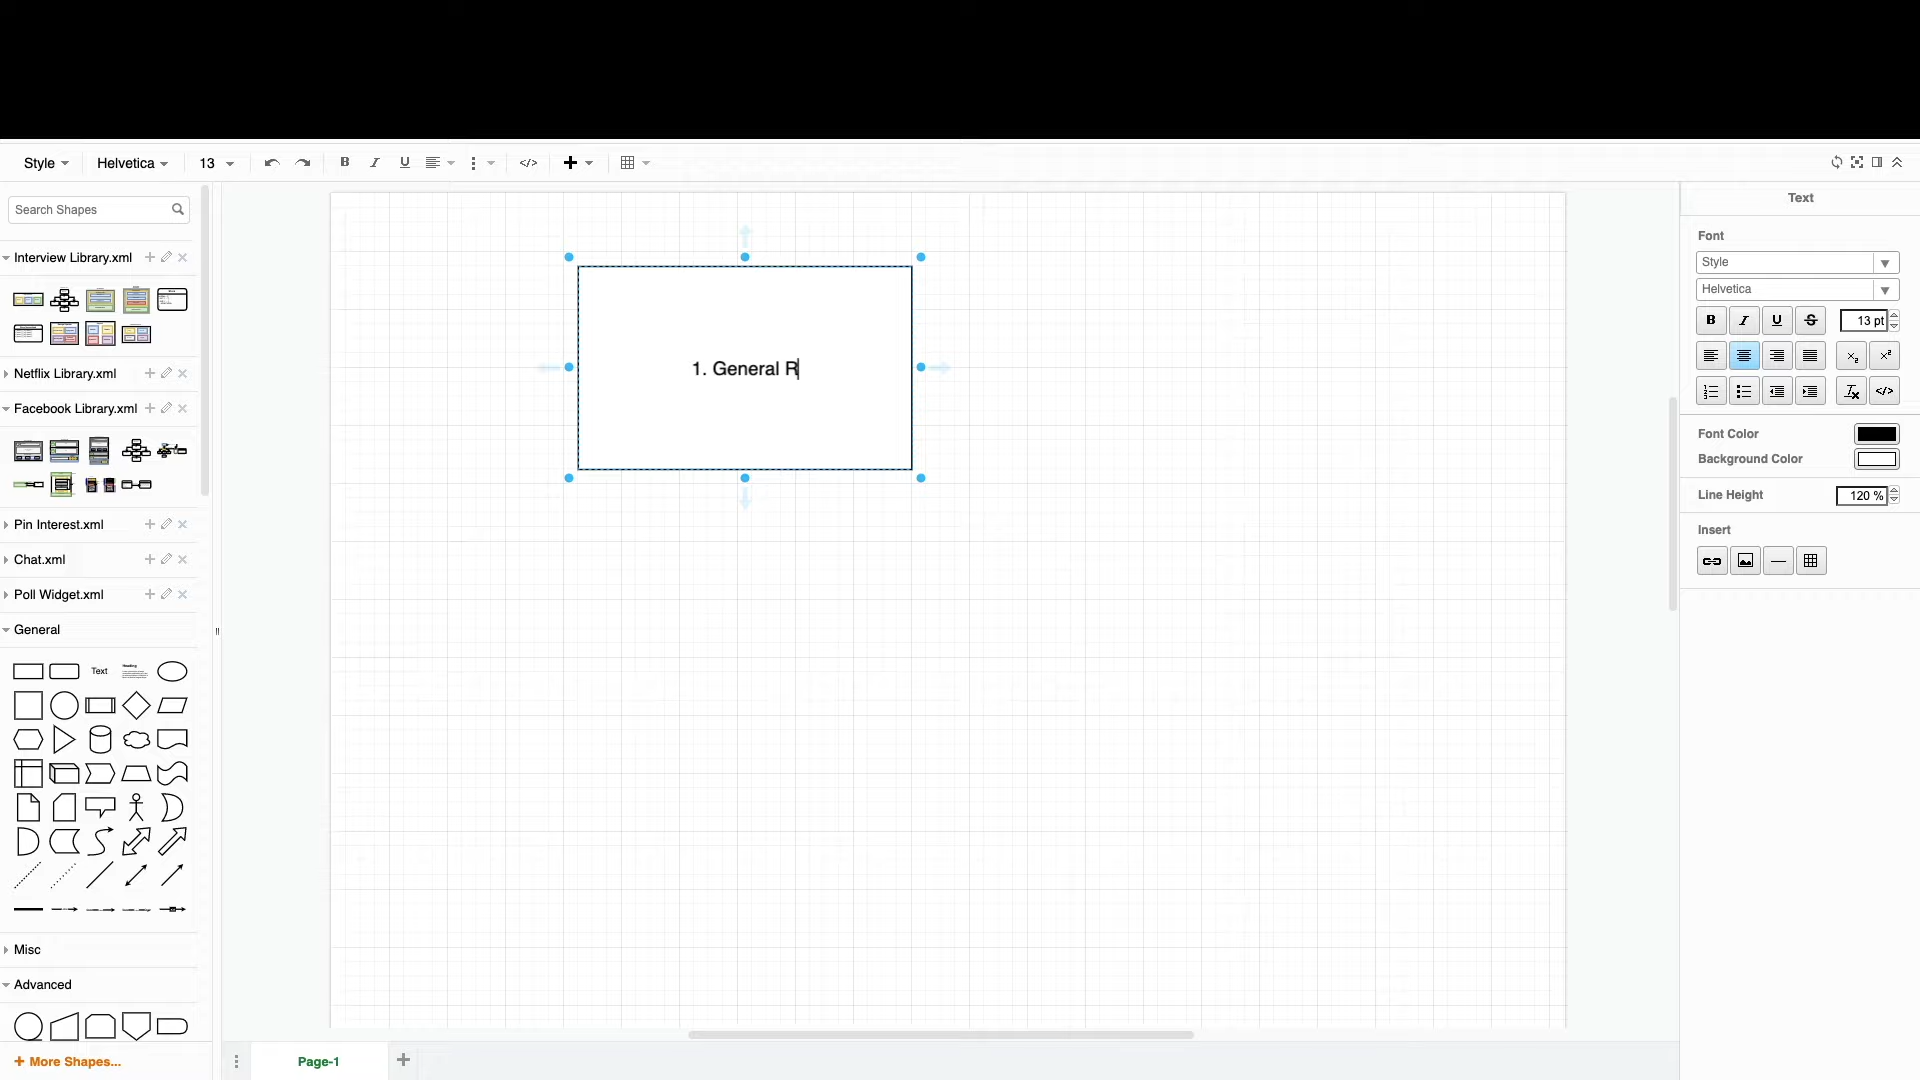 Style
Helvetica
13
B
I
U
</>
Search Shapes
Interview Library.xml
Netflix Library.xml
Facebook Library.xml
Pin Interest.xml
Chat.xml
Poll Widget.xml
General
Text
Heading
Misc
Advanced
+ More Shapes...
1. General R
Page-1
Text
Font
Style
Helvetica
B
I
U
S
13 pt
</>
Font Color
Background Color
Line Height
120 %
Insert